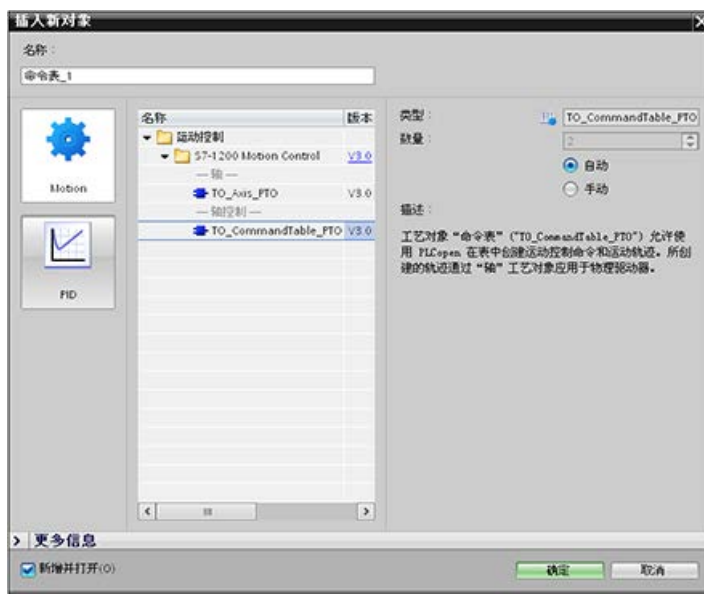 插入新对象
名称:
命令表_1
Motion
PID
名称 版本
运动控制
S7-1200 Motion Control V3.0
— 轴 —
TO_Axis_PTO V3.0
— 轴控制 —
TO_CommandTable_PTO V3.0
类型: TO_CommandTable_PTO
数量: 2
自动
手动
描述:
工艺对象“命令表”("TO_CommandTable_PTO") 允许使
用 PLCopen 在表中创建运动控制命令和运动轨迹。所创
建的轨迹通过“轴”工艺对象应用于物理驱动器。
更多信息
新增并打开(O)
确定 取消